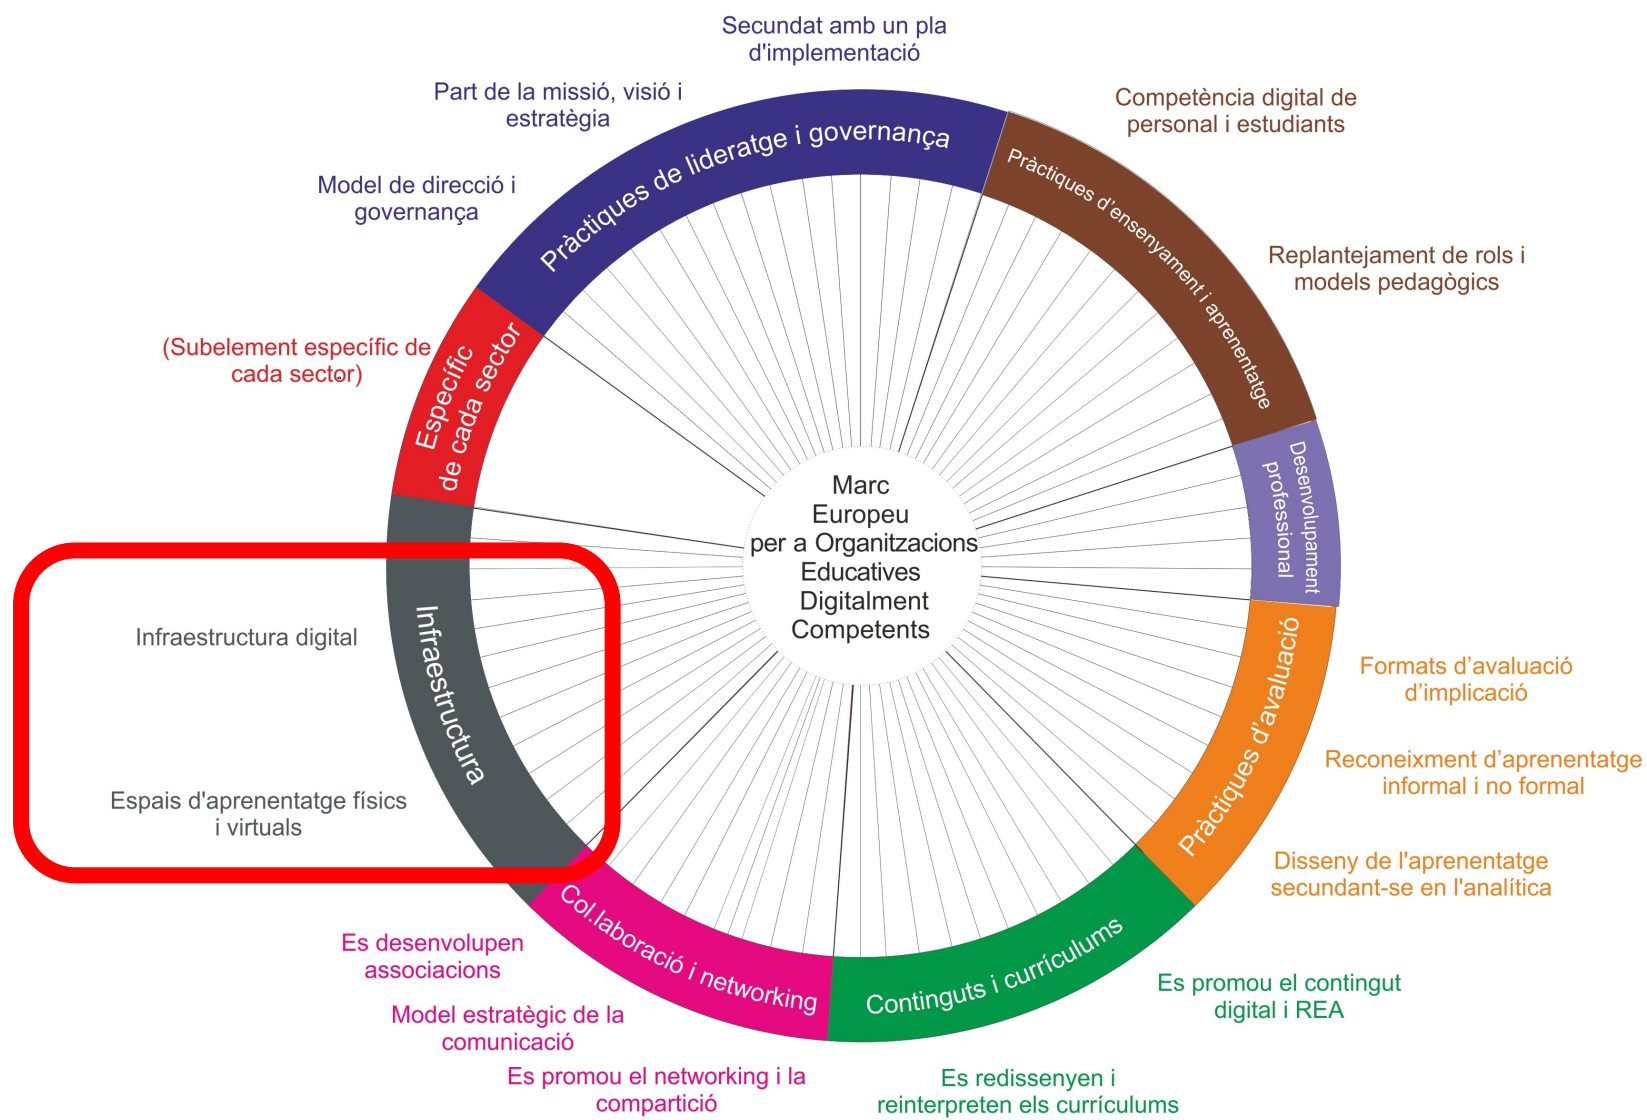 Secundat amb un pla
d'implementació
Part de la missió, visió i
estratègia
Model de direcció i
governança
(Subelement específic de
cada sector)
Competència digital de
personal i estudiants
Replantejament de rols i
models pedagògics
Pràctiques de lideratge i governança
Pràctiques d’ensenyament i aprenentatge
Desenvolupament
professional
Específic
de cada sector
Marc
Europeu
per a Organitzacions
Educatives
Digitalment
Competents
Infraestructura
Infraestructura digital
Espais d'aprenentatge físics
i virtuals
Pràctiques d’avaluació
Formats d’avaluació
d’implicació
Reconeixment d’aprenentatge
informal i no formal
Disseny de l'aprenentatge
secundant-se en l'analítica
Col.laboració i networking
Continguts i currículums
Es desenvolupen
associacions
Model estratègic de la
comunicació
Es promou el networking i la
compartició
Es promou el contingut
digital i REA
Es redissenyen i
reinterpreten els currículums